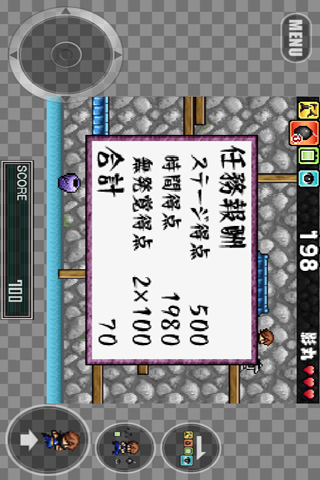 MENU
198
影丸
任務報酬
ステージ得点 500
時間得点 1980
無発覚得点 2×100
合計 70
SCORE
700